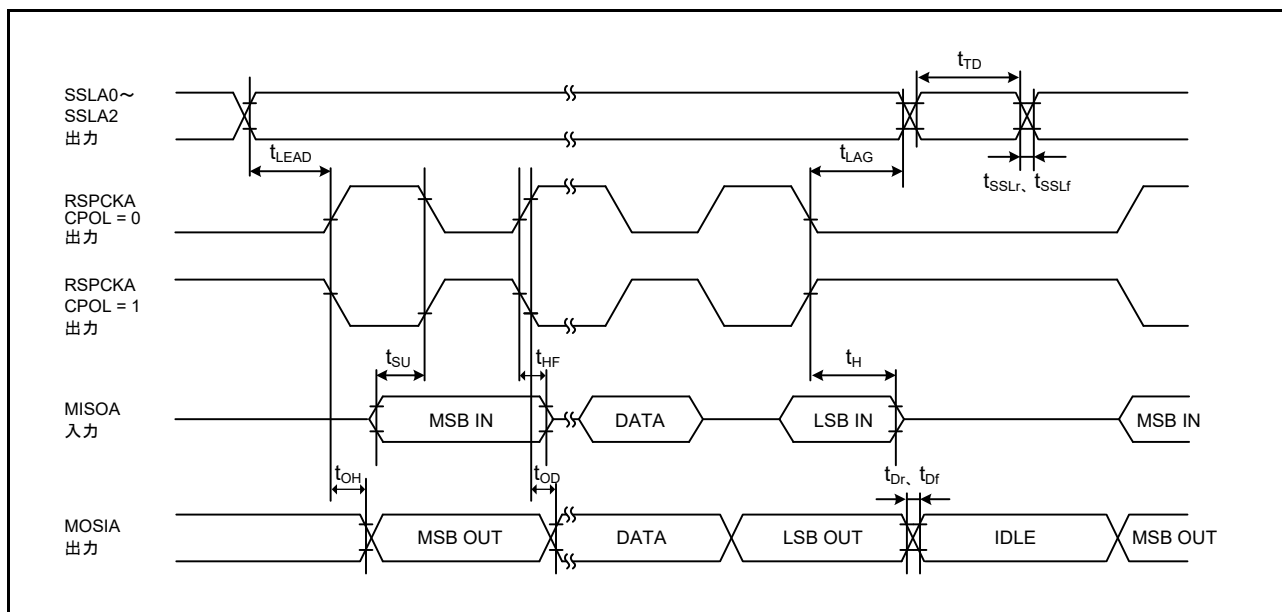 SSLA0～
SSLA2
出力
tTD
tLEAD
tLAG
tSSLr、tSSLf
RSPCKA
CPOL = 0
出力
RSPCKA
CPOL = 1
出力
tSU
tHF
tH
MISOA
入力
MSB IN
DATA
LSB IN
MSB IN
tOH
tOD
tDr、tDf
MOSIA
出力
MSB OUT
DATA
LSB OUT
IDLE
MSB OUT